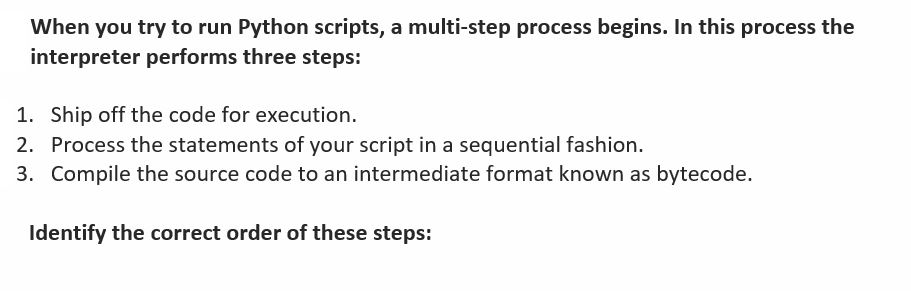 When you try to run Python scripts, a multi-step process begins. In this process the
interpreter performs three steps:
1. Ship off the code for execution.
2. Process the statements of your script in a sequential fashion.
3. Compile the source code to an intermediate format known as bytecode.
Identify the correct order of these steps: